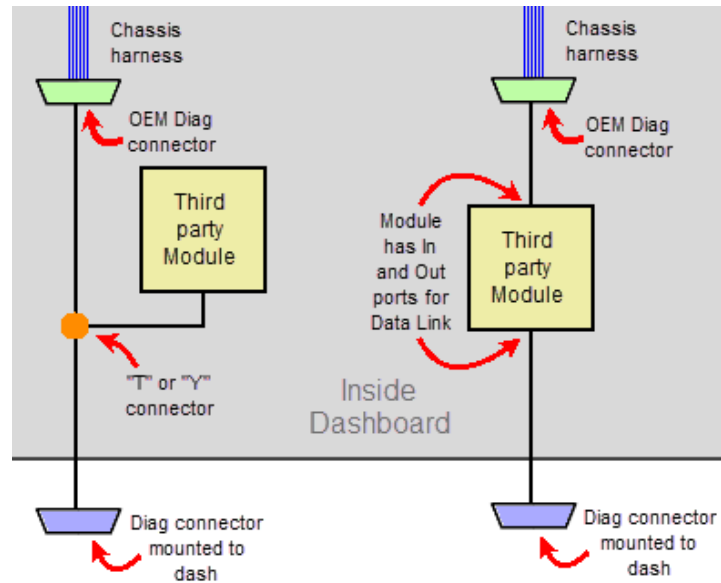 Chassis
harness
OEM Diag
connector
Third
party
Module
"T" or "Y"
connector
Diag connector
mounted to
dash
Chassis
harness
OEM Diag
connector
Module
has In
and Out
ports for
Data Link
Third
party
Module
Inside
Dashboard
Diag connector
mounted to
dash